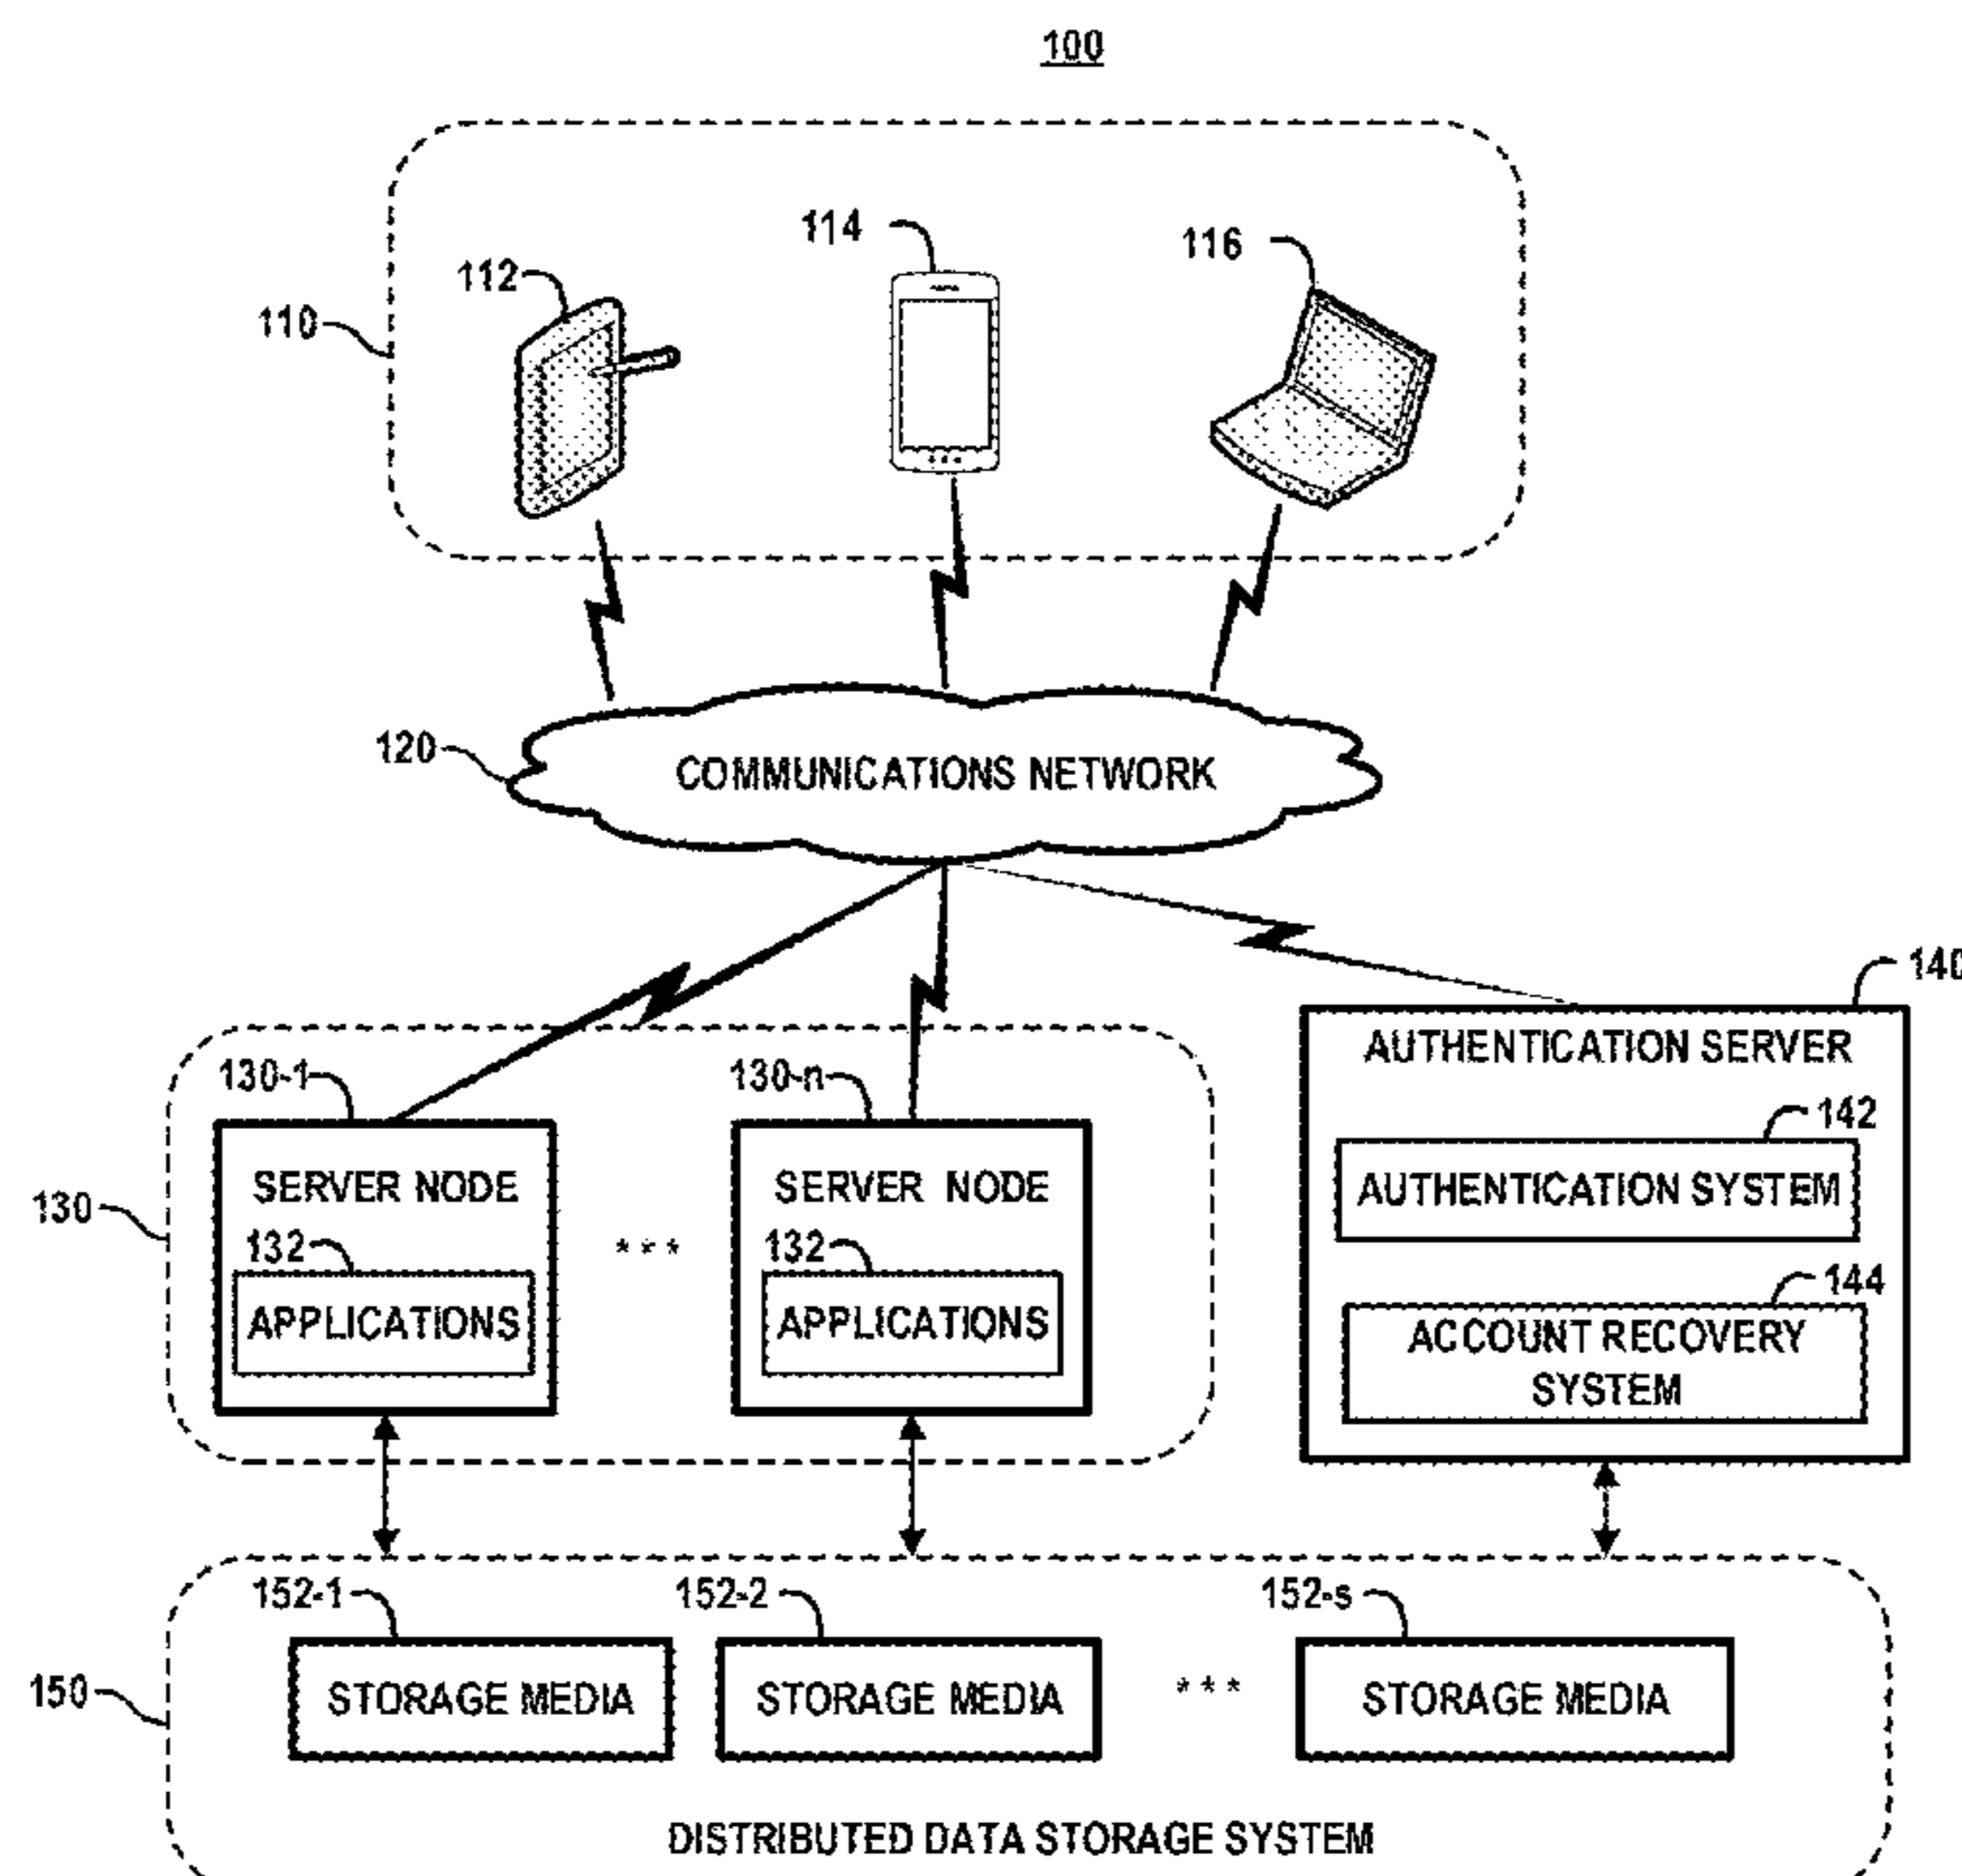 100
114
116
112
110
120
COMMUNICATIONS NETWORK
140
AUTHENTICATION SERVER
130-1
130-n
142
SERVER NODE
SERVER NODE
AUTHENTICATION SYSTEM
130
132
***
132
144
APPLICATIONS
APPLICATIONS
ACCOUNT RECOVERY
SYSTEM
152-1
152-2
152-s
150
STORAGE MEDIA
STORAGE MEDIA
***
STORAGE MEDIA
DISTRIBUTED DATA STORAGE SYSTEM